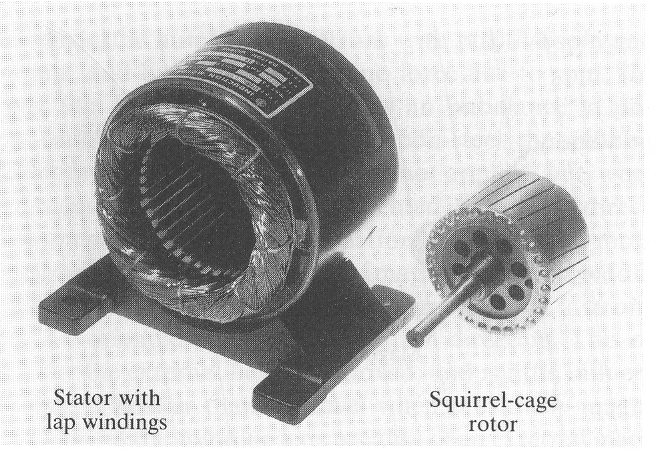 Stator with
lap windings
Squirrel-cage
rotor